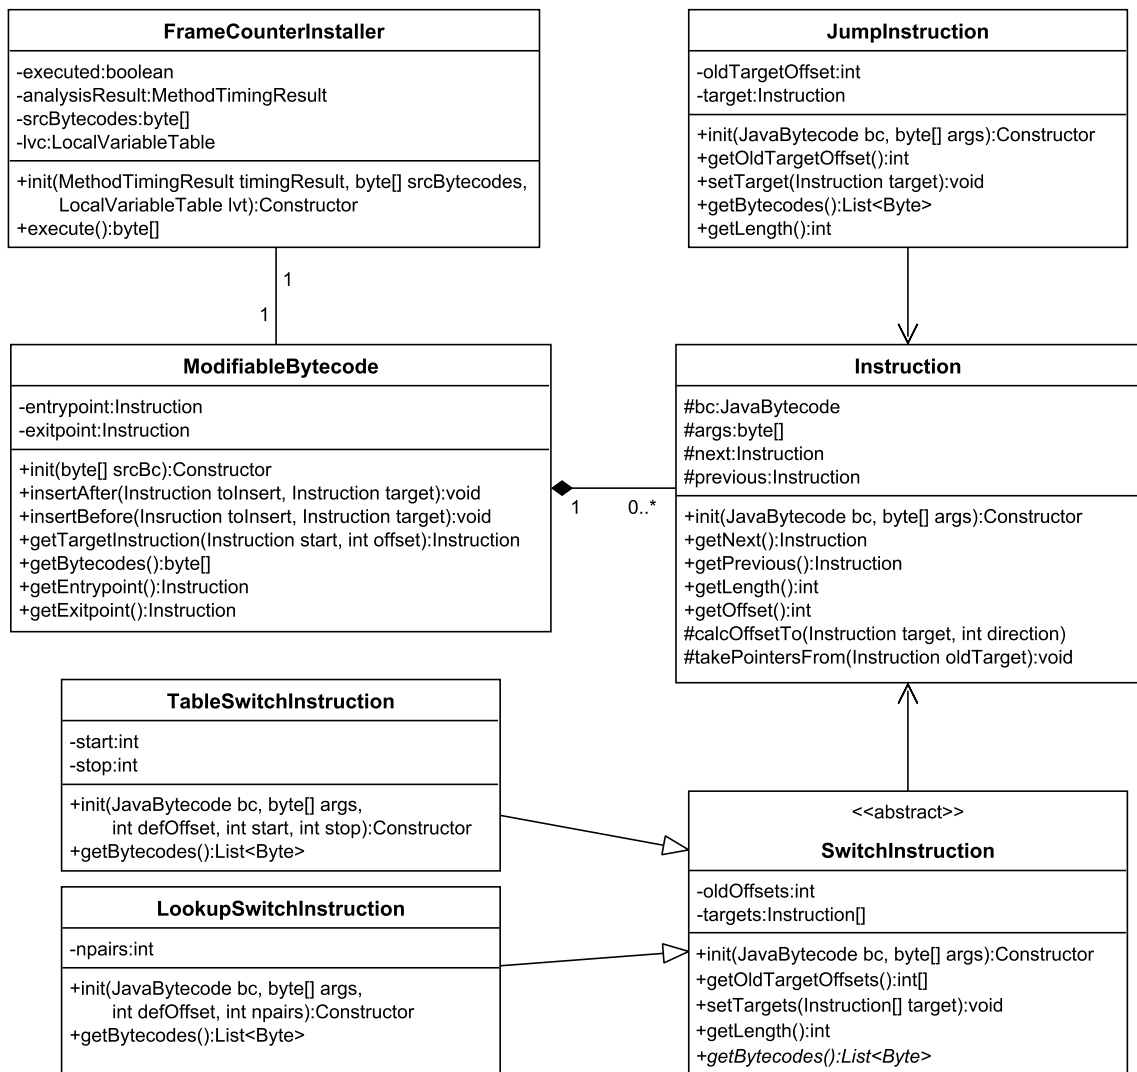 FrameCounterInstaller
-executed:boolean
-analysisResult:MethodTimingResult
-srcBytecodes:byte[]
-lvc:LocalVariableTable
+init(MethodTimingResult timingResult, byte[] srcBytecodes,
LocalVariableTable lvt):Constructor
+execute():byte[]
JumpInstruction
-oldTargetOffset:int
-target:Instruction
+init(JavaBytecode bc, byte[] args):Constructor
+getOldTargetOffset():int
+setTarget(Instruction target):void
+getBytecodes():List<Byte>
+getLength():int
1
1
ModifiableBytecode
-entrypoint:Instruction
-exitpoint:Instruction
+init(byte[] srcBc):Constructor
+insertAfter(Instruction toInsert, Instruction target):void
+insertBefore(Insruction toInsert, Instruction target):void
+getTargetInstruction(Instruction start, int offset):Instruction
+getBytecodes():byte[]
+getEntrypoint():Instruction
+getExitpoint():Instruction
1
0..*
Instruction
#bc:JavaBytecode
#args:byte[]
#next:Instruction
#previous:Instruction
+init(JavaBytecode bc, byte[] args):Constructor
+getNext():Instruction
+getPrevious():Instruction
+getLength():int
+getOffset():int
#calcOffsetTo(Instruction target, int direction)
#takePointersFrom(Instruction oldTarget):void
TableSwitchInstruction
-start:int
-stop:int
+init(JavaBytecode bc, byte[] args,
int defOffset, int start, int stop):Constructor
+getBytecodes():List<Byte>
LookupSwitchInstruction
-npairs:int
+init(JavaBytecode bc, byte[] args,
int defOffset, int npairs):Constructor
+getBytecodes():List<Byte>
<<abstract>>
SwitchInstruction
-oldOffsets:int
-targets:Instruction[]
+init(JavaBytecode bc, byte[] args):Constructor
+getOldTargetOffsets():int[]
+setTargets(Instruction[] target):void
+getLength():int
+getBytecodes():List<Byte>